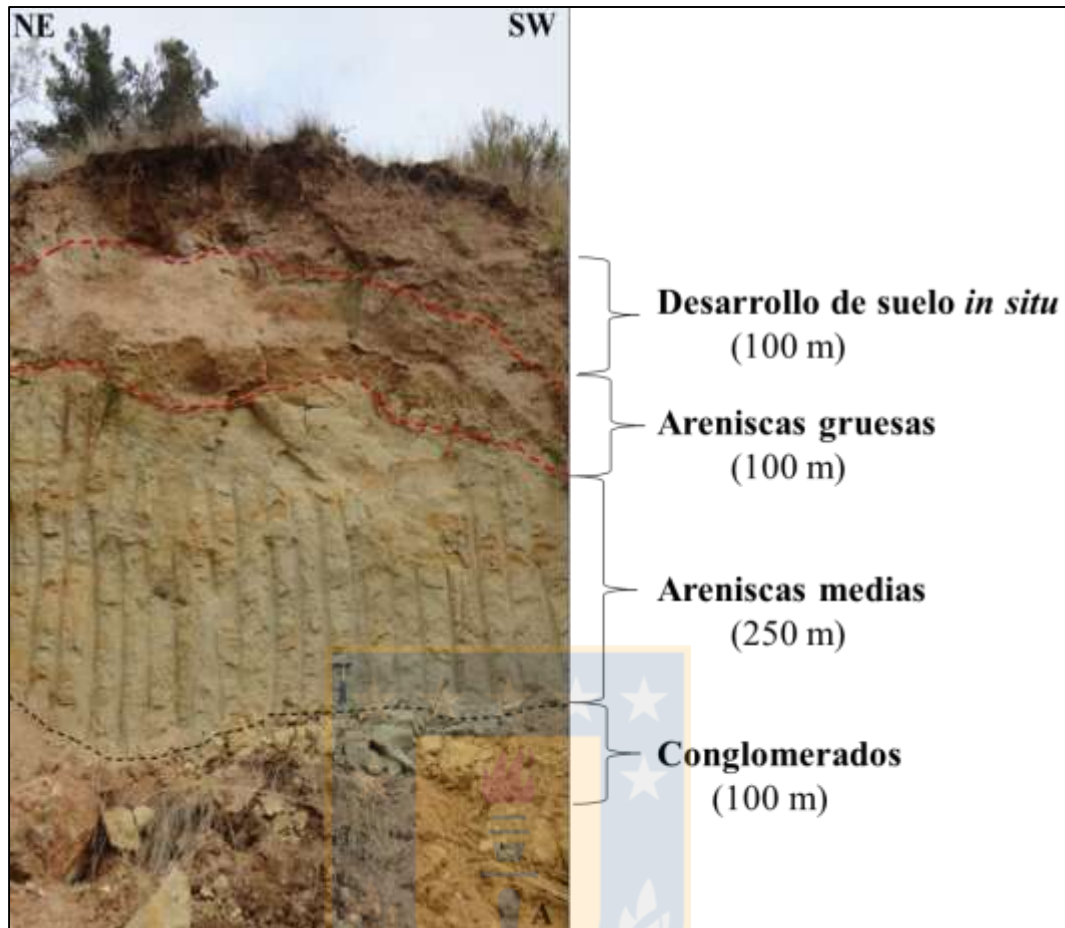 NE
SW
Desarrollo de suelo in situ
(100 m)
Areniscas gruesas
(100 m)
Areniscas medias
(250 m)
Conglomerados
(100 m)
A